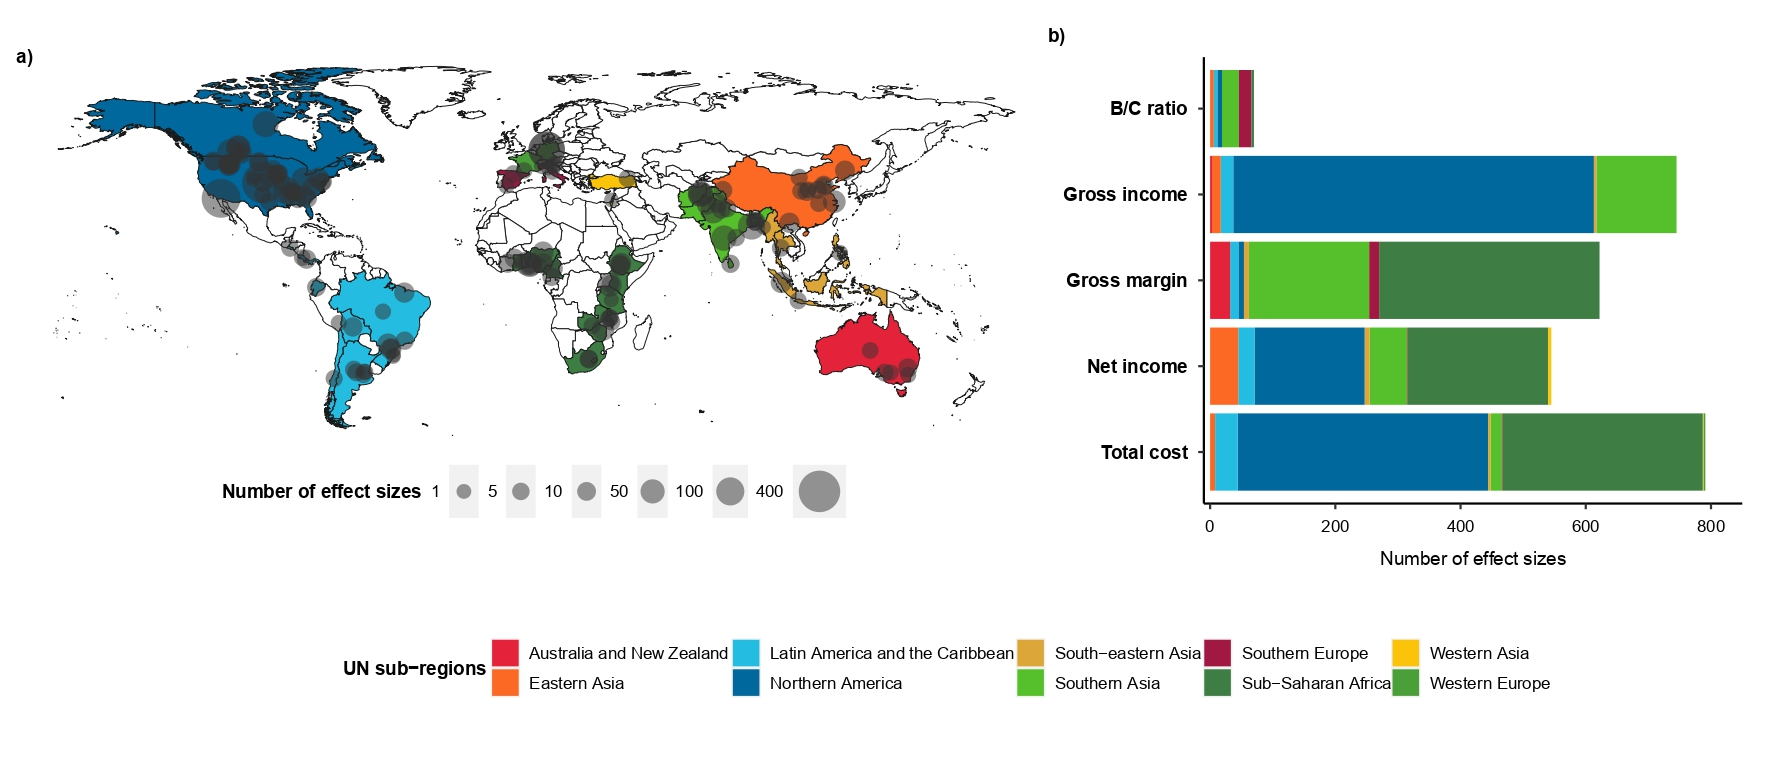 a)
b)
B/C ratio
Gross income
Gross margin
Net income
Total cost
0 200 400 600 800
Number of effect sizes
Number of effect sizes 1 5 10 50 100 400
UN sub−regions
Australia and New Zealand Latin America and the Caribbean South−eastern Asia Southern Europe Western Asia
Eastern Asia Northern America Southern Asia Sub−Saharan Africa Western Europe